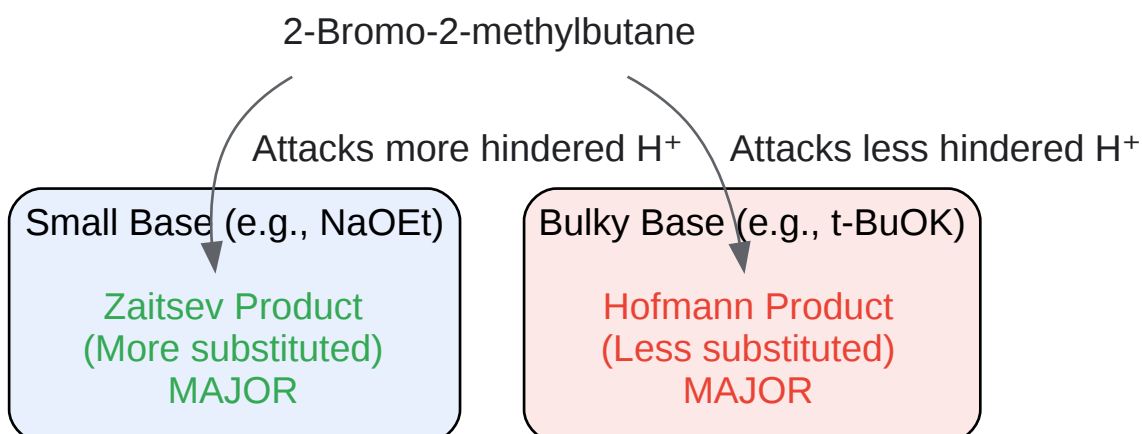 2-Bromo-2-methylbutane
Attacks more hindered H⁺
Attacks less hindered H⁺
Small Base (e.g., NaOEt)
Zaitsev Product
(More substituted)
MAJOR
Bulky Base (e.g., t-BuOK)
Hofmann Product
(Less substituted)
MAJOR